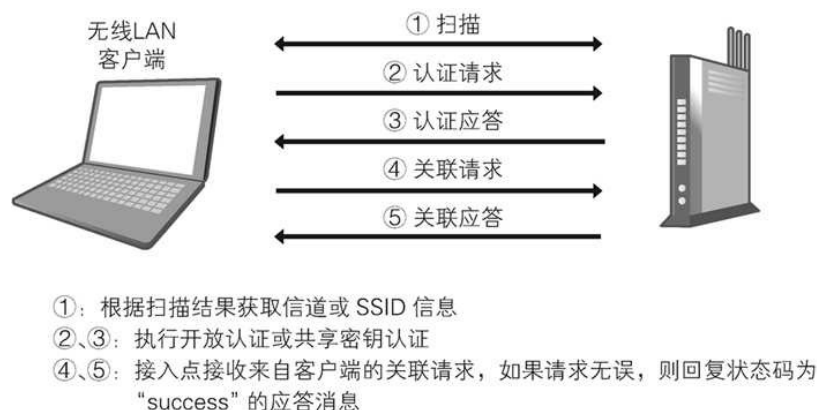 无线LAN
客户端
① 扫描
② 认证请求
③ 认证应答
④ 关联请求
⑤ 关联应答
①：根据扫描结果获取信道或 SSID 信息
②、③：执行开放认证或共享密钥认证
④、⑤：接入点接收来自客户端的关联请求，如果请求无误，则回复状态码为
“success” 的应答消息